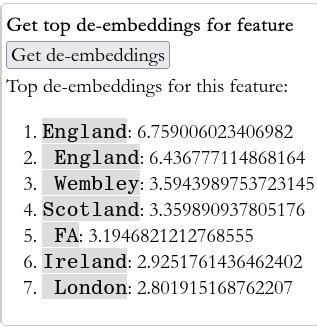 Get top de-embeddings for feature
Get de-embeddings
Top de-embeddings for this feature:
1. England: 6.759006023406982
2.  England: 6.436777114868164
3.  Wembley: 3.5943989753723145
4. Scotland: 3.359890937805176
5.  FA: 3.1946821212768555
6. Ireland: 2.9251761436462402
7.  London: 2.801915168762207